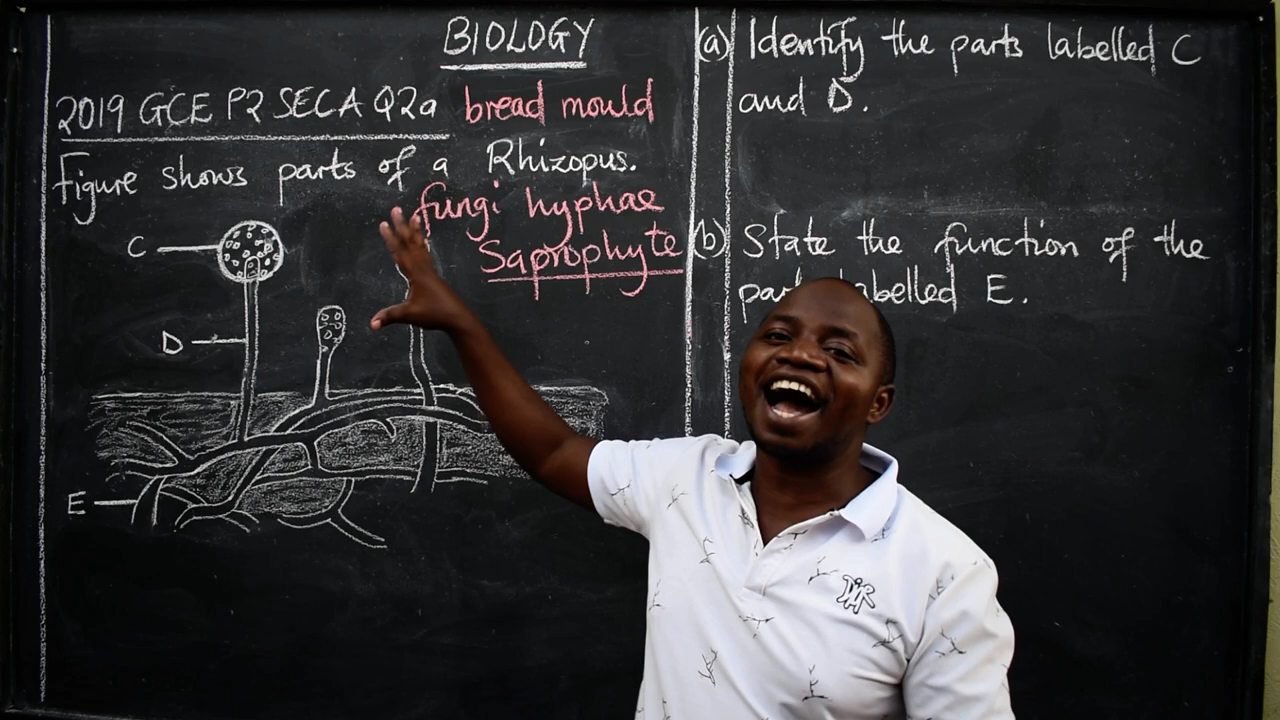 BIOLOGY
2019 GCE P2 SEC A Q2a bread mould
Figure shows parts of a Rhizopus.
fungi hyphae
Saprophyte
C
D
E
(a) Identify the parts labelled C
and D.
(b) State the function of the
labelled E.